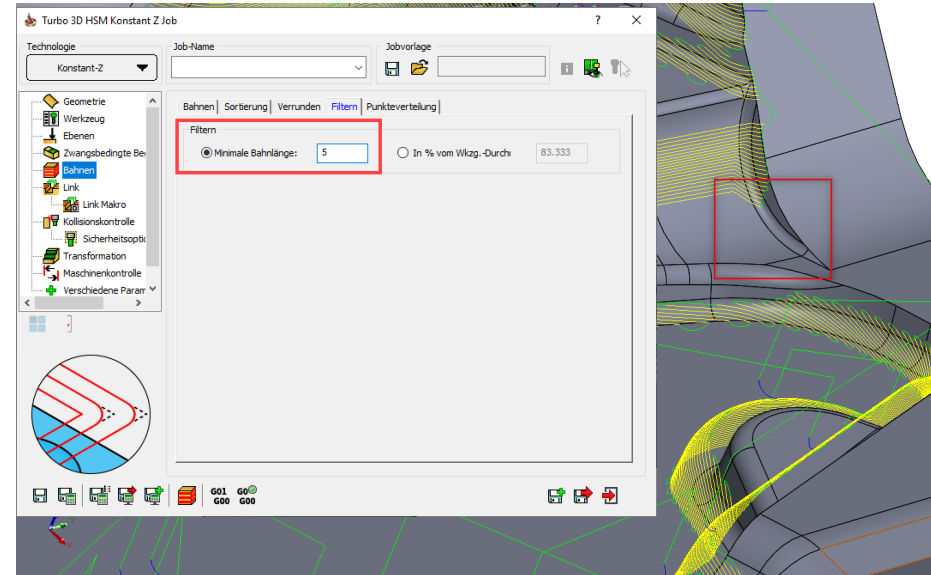 Turbo 3D HSM Konstant Z Job
? ×
Technologie
Konstant-Z
Job-Name
Jobvorlage
Geometrie
Werkzeug
Ebenen
Zwangsbedingte Be
Bahnen
Link
Link Makro
Kollisionskontrolle
Sicherheitsoptic
Transformation
Maschinenkontrolle
Verschiedene Param
Bahnen Sortierung Verrunden Filtern Punkteverteilung
Filtern
Minimale Bahnlänge: 5
In % vom Wkzg.-Durchr 83.333
G01 G0
G00 G00